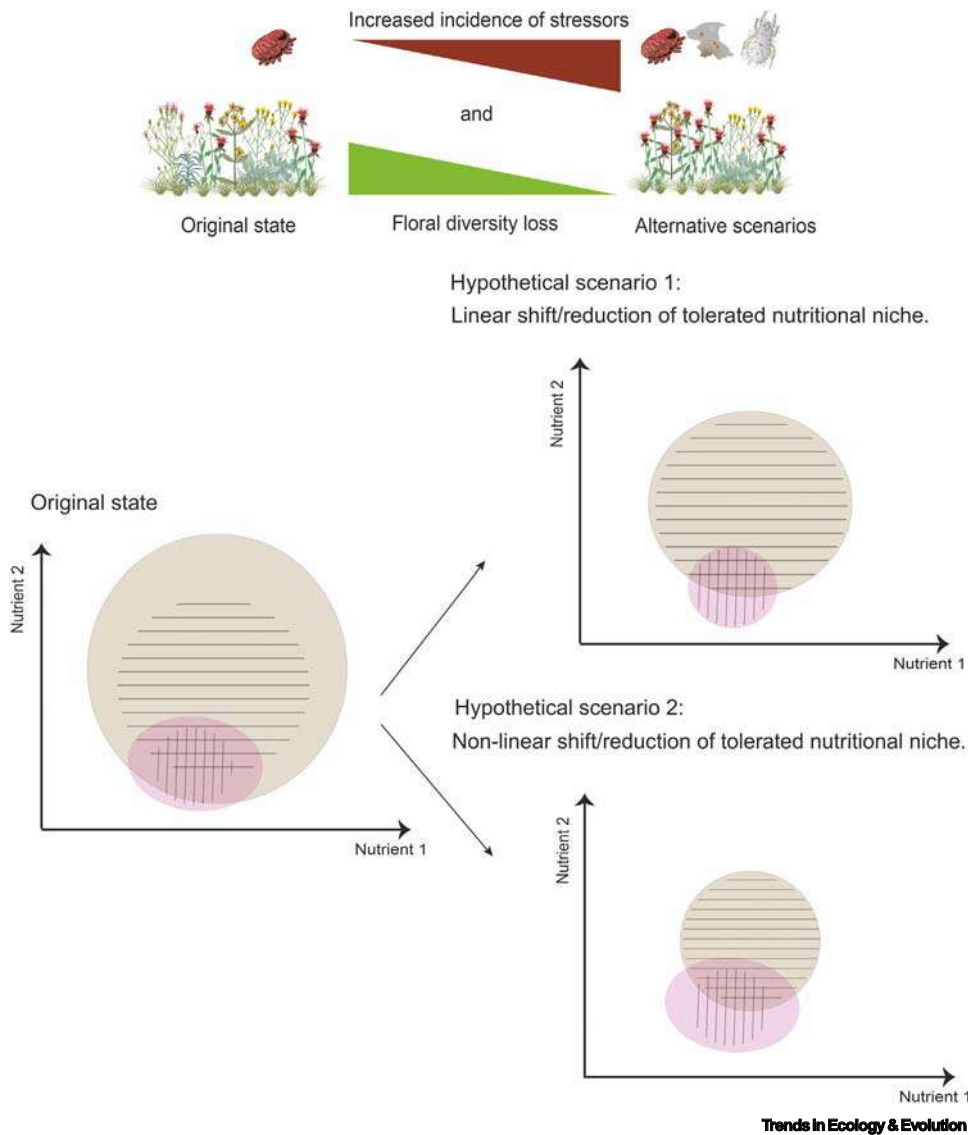 Increased incidence of stressors
and
Original state
Floral diversity loss
Alternative scenarios
Hypothetical scenario 1:
Linear shift/reduction of tolerated nutritional niche.
Nutrient 2
Nutrient 1
Original state
Nutrient 2
Nutrient 1
Hypothetical scenario 2:
Non-linear shift/reduction of tolerated nutritional niche.
Nutrient 2
Nutrient 1
Trends in Ecology & Evolution